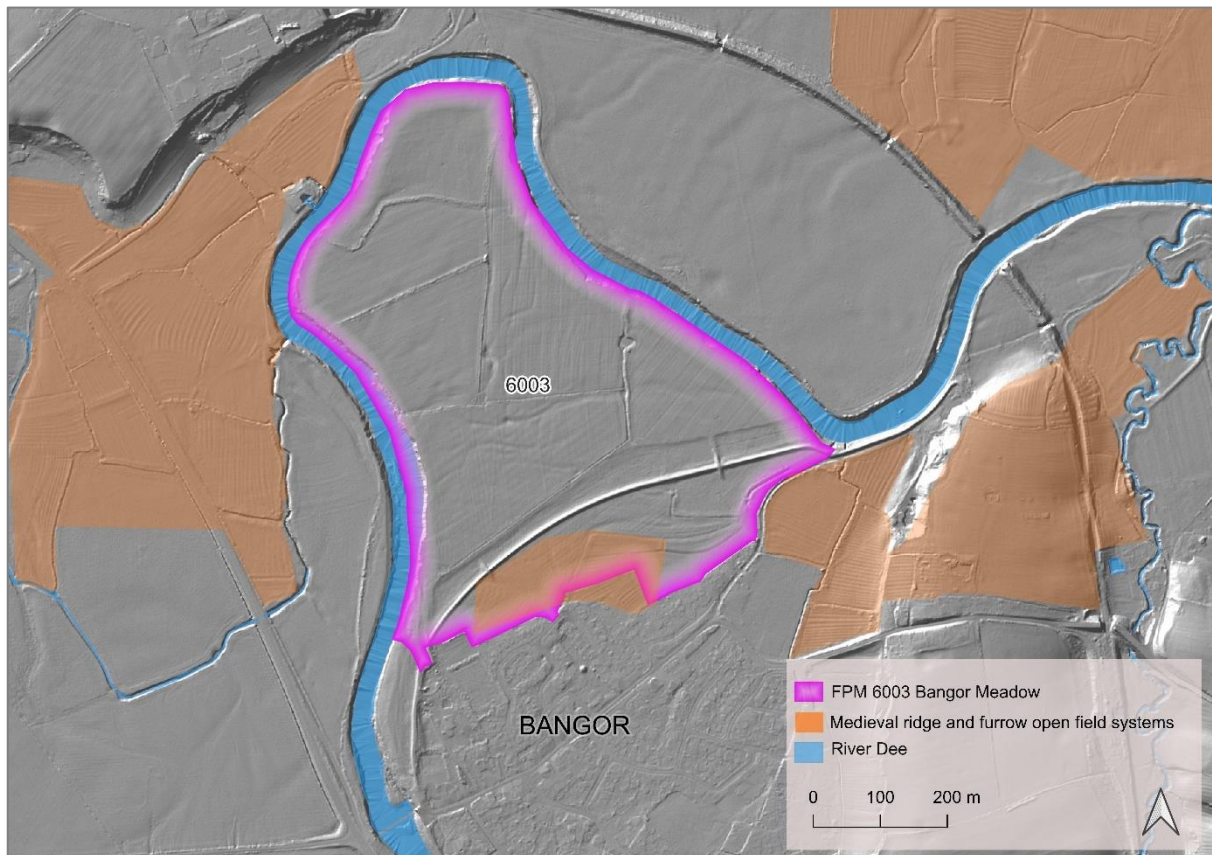 6003
BANGOR
FPM 6003 Bangor Meadow
Medieval ridge and furrow open field systems
River Dee
0 100 200 m